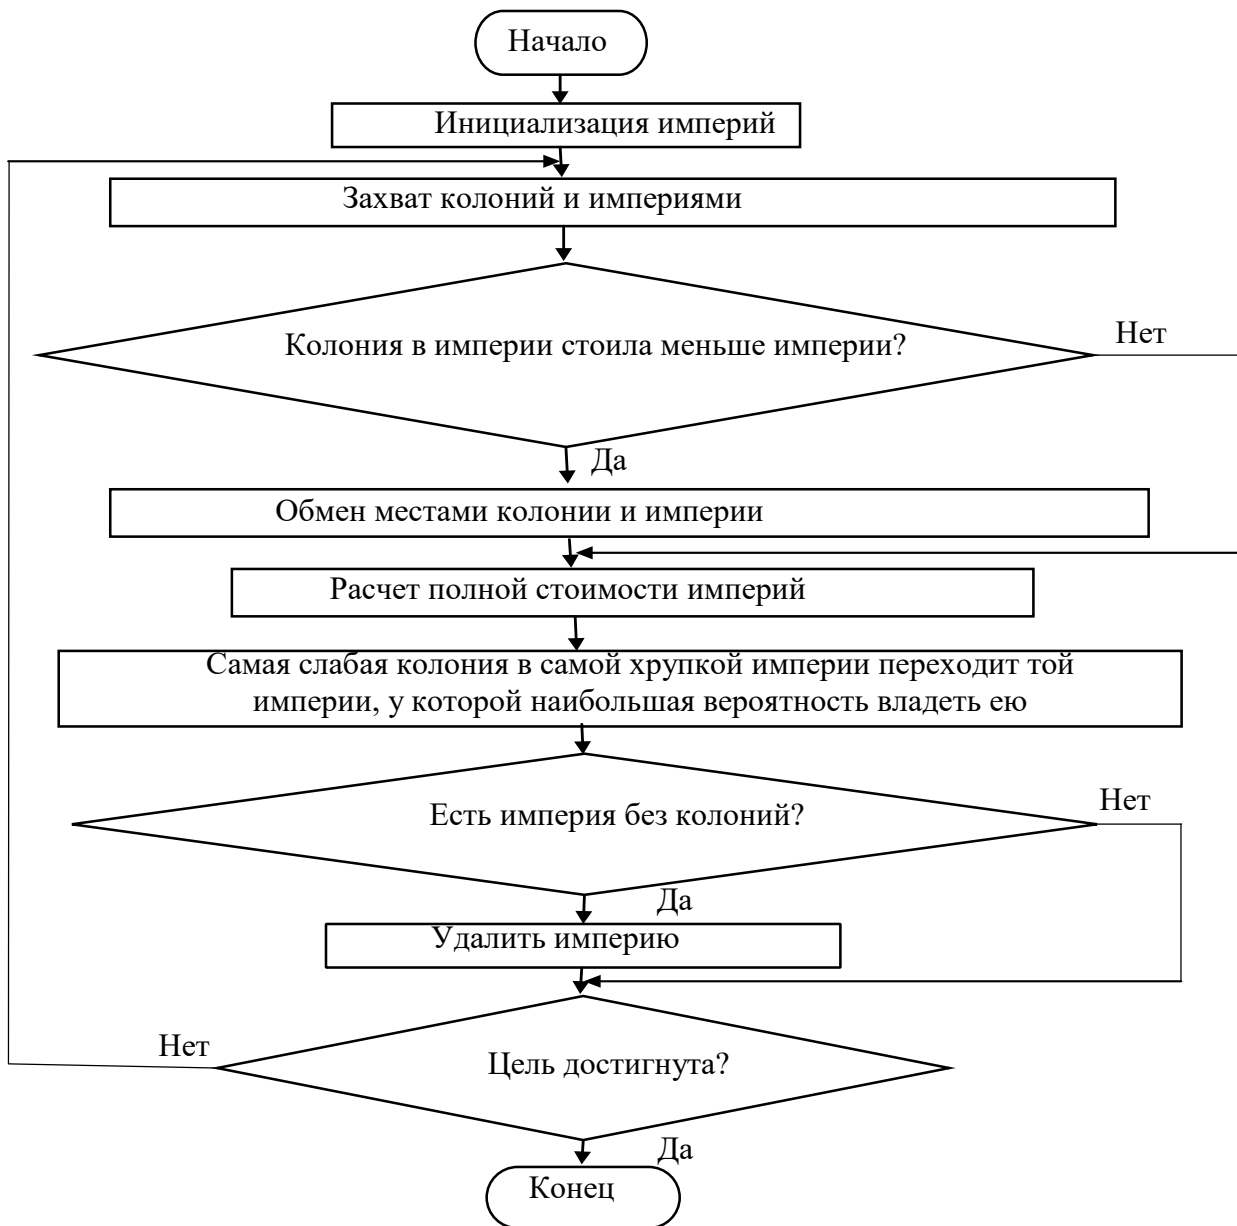 Начало
Инициализация империй
Захват колоний и империями
Колония в империи стоила меньше империи?
Нет
Да
Обмен местами колонии и империи
Расчет полной стоимости империй
Самая слабая колония в самой хрупкой империи переходит той
империи, у которой наибольшая вероятность владеть ею
Есть империя без колоний?
Нет
Да
Удалить империю
Нет
Цель достигнута?
Да
Конец